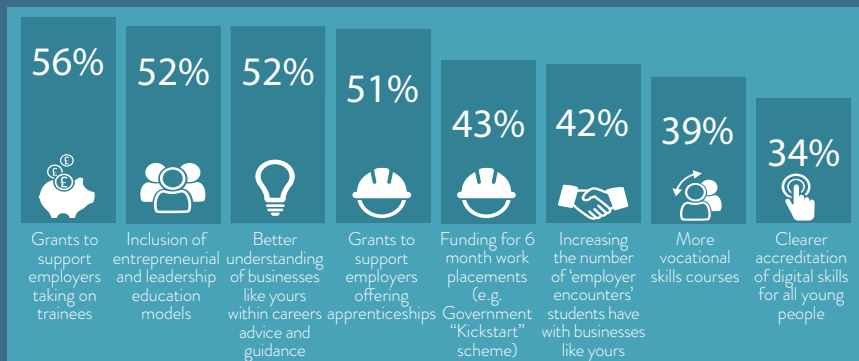 56%
£
£
£
Grants to
support
employers
taking on
trainees
52%
Inclusion of
entrepreneurial
and leadership
education
models
52%
Better
understanding
of businesses
like yours
within careers
advice and
guidance
51%
Grants to
support
employers
offering
apprenticeships
43%
Funding for 6
month work
placements
(e.g.
Government
“Kickstart”
scheme)
42%
Increasing
the number
of ‘employer
encounters’
students have
with businesses
like yours
39%
More
vocational
skills courses
34%
Clearer
accreditation
of digital skills
for all young
people